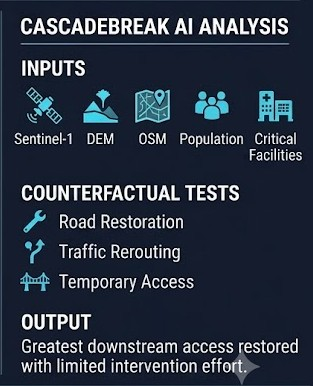 CASCADEBREAK AI ANALYSIS
INPUTS
Sentinel-1 DEM OSM Population Critical Facilities
COUNTERFACTUAL TESTS
Road Restoration
Traffic Rerouting
Temporary Access
OUTPUT
Greatest downstream access restored
with limited intervention effort.